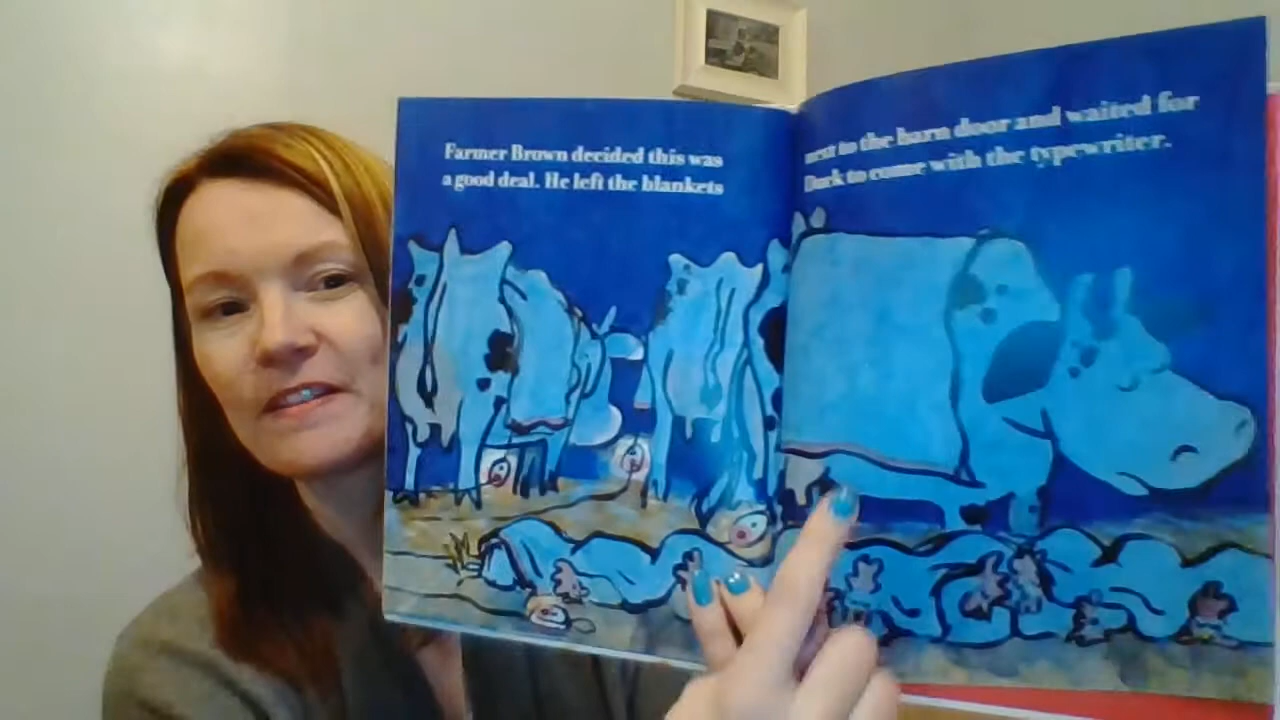 Farmer Brown decided this was
a good deal. He left the blankets
next to the barn door and waited for
Duck to come with the typewriter.